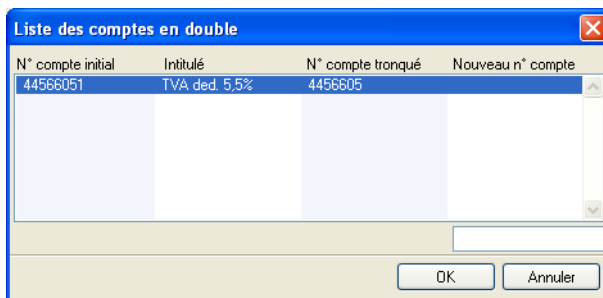 Liste des comptes en double
N° compte initial Intitulé N° compte tronqué Nouveau n° compte
44566051 TVA ded. 5,5% 4456605
OK Annuler